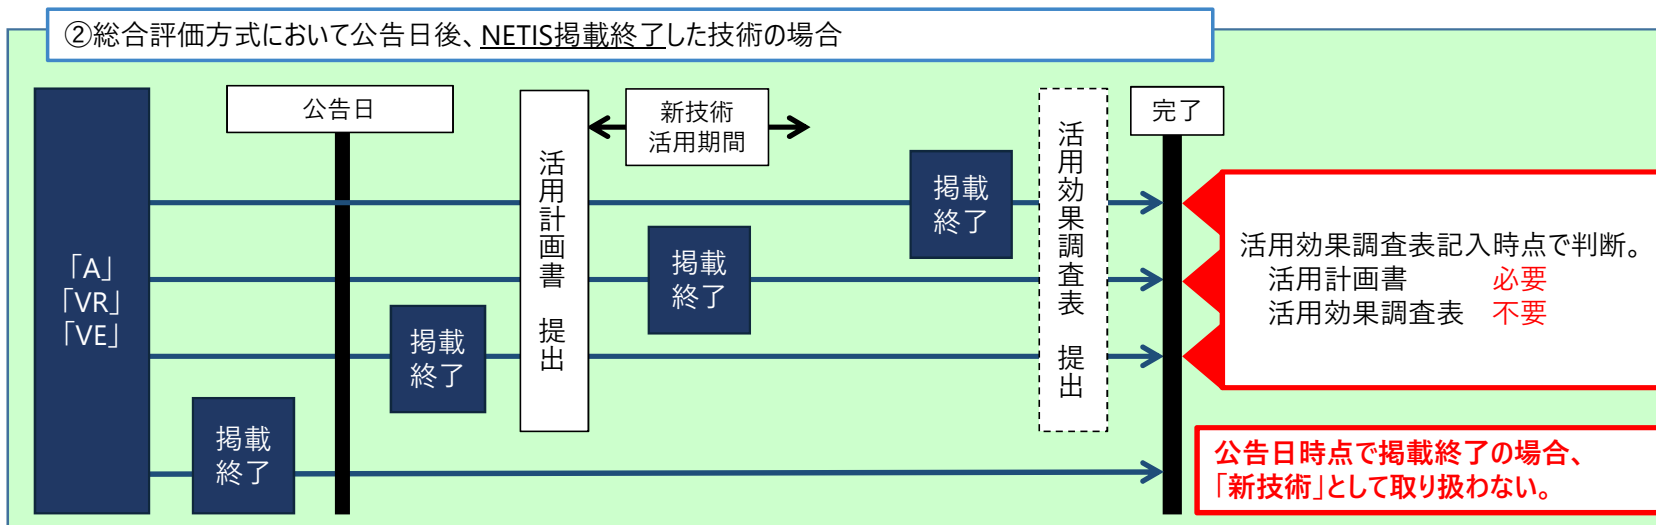 ②総合評価方式において公告日後、NETIS掲載終了した技術の場合
「A」
「VR」
「VE」
公告日
活用計画書 提出
新技術
活用期間
活用効果調査表 提出
完了
掲載
終了
掲載
終了
掲載
終了
掲載
終了
活用効果調査表記入時点で判断。
活用計画書 必要
活用効果調査表 不要
公告日時点で掲載終了の場合、
「新技術」として取り扱わない。